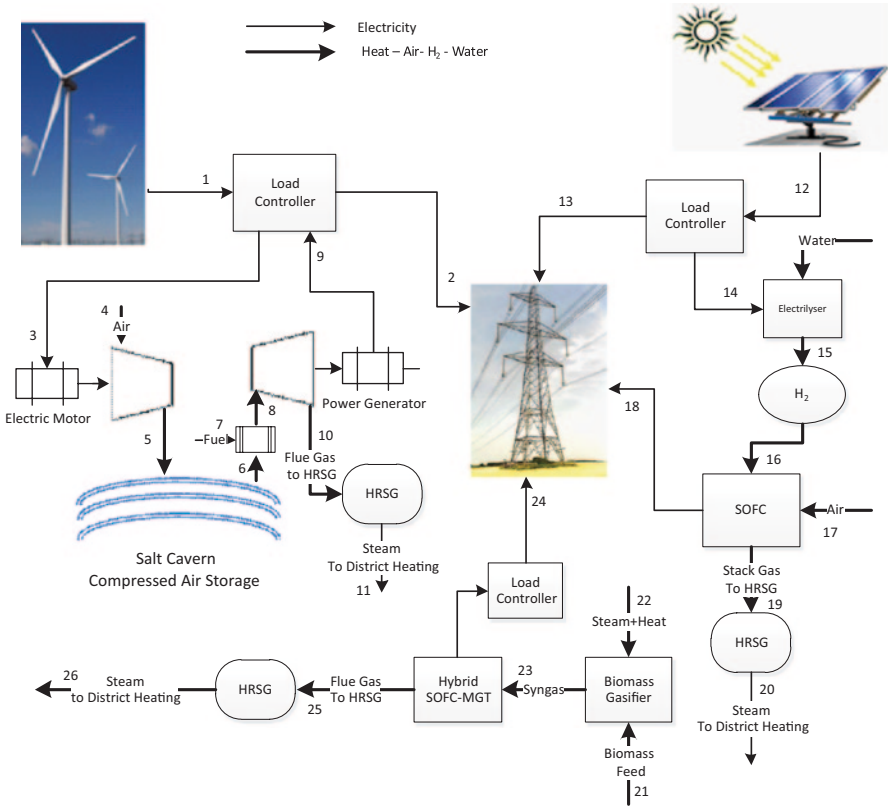 Electricity
Heat – Air- H2 - Water
1
Load
Controller
12
13
Load
Controller
Water
9
2
14
Electrilyser
3
4
Air
15
Electric Motor
Power Generator
H2
18
5
7
Fuel
8
10
Flue Gas
to HRSG
6
16
HRSG
SOFC
Air
17
24
Salt Cavern
Compressed Air Storage
Steam
To District Heating
11
Stack Gas
To HRSG
19
Load
Controller
22
Steam+Heat
HRSG
26
Steam
to District Heating
HRSG
Flue Gas
To HRSG
25
Hybrid
SOFC-MGT
23
Syngas
Biomass
Gasifier
20
Steam
To District Heating
Biomass
Feed
21